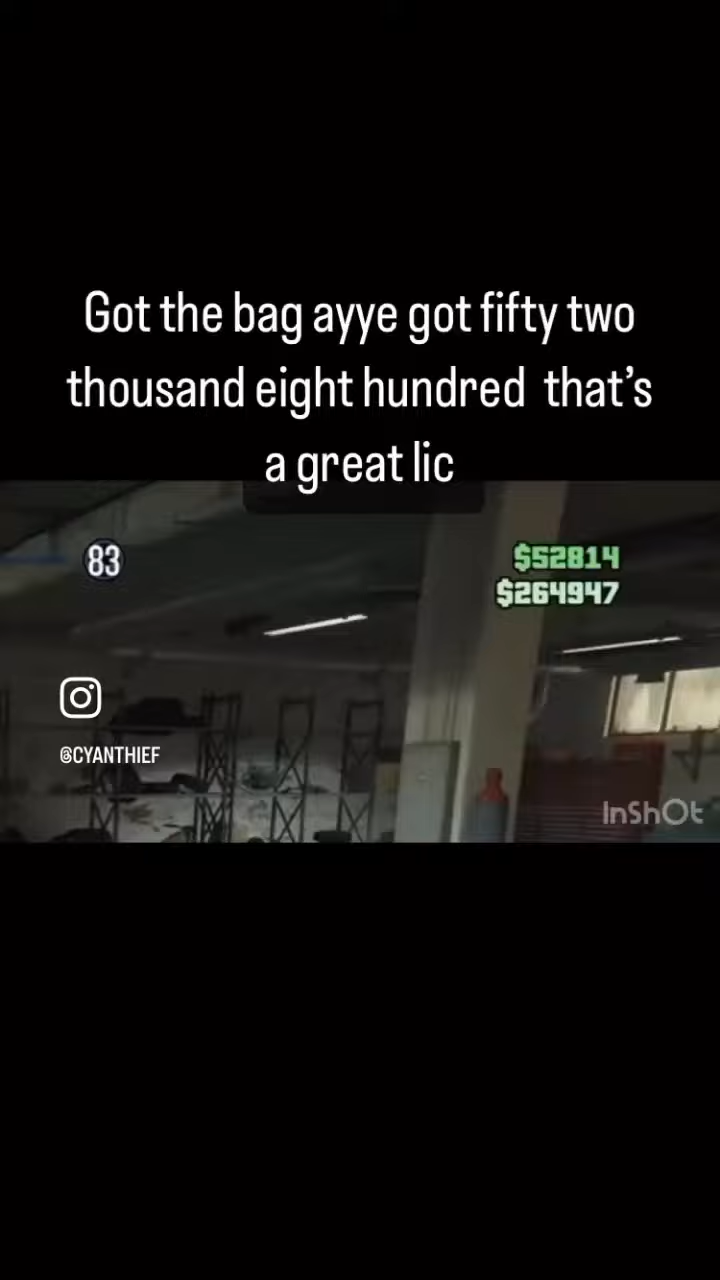 Got the bag ayye got fifty two
thousand eight hundred that's
a great lic
83
$52814
$264947
@CYANTHIEF
InShOt